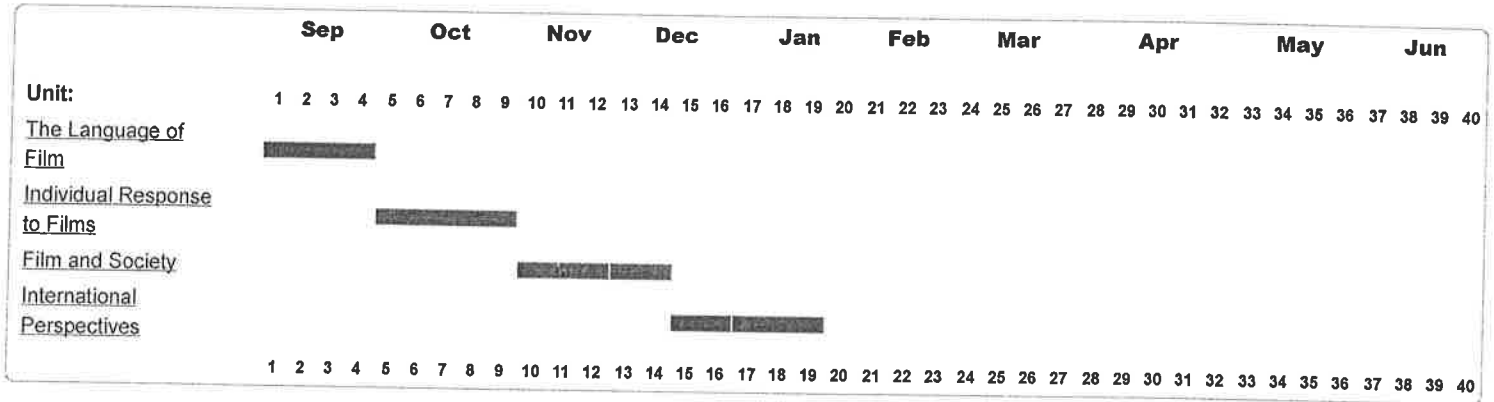 Sep Oct Nov Dec Jan Feb Mar Apr May Jun
Unit:
1 2 3 4 5 6 7 8 9 10 11 12 13 14 15 16 17 18 19 20 21 22 23 24 25 26 27 28 29 30 31 32 33 34 35 36 37 38 39 40
The Language of
Film
Individual Response
to Films
Film and Society
International
Perspectives
1 2 3 4 5 6 7 8 9 10 11 12 13 14 15 16 17 18 19 20 21 22 23 24 25 26 27 28 29 30 31 32 33 34 35 36 37 38 39 40